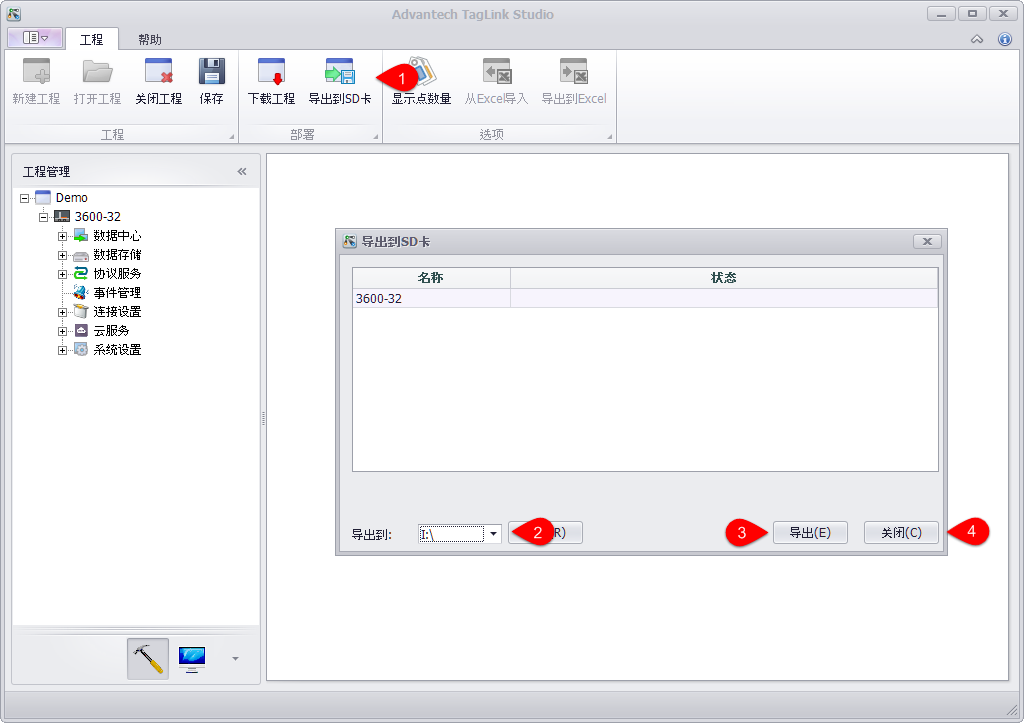 Advantech TagLink Studio
工程
帮助
新建工程
打开工程
关闭工程
保存
下载工程
导出到SD卡
1
显示点数量
从Excel导入
导出到Excel
工程
部署
选项
工程管理
Demo
3600-32
数据中心
数据存储
协议服务
事件管理
连接设置
云服务
系统设置
导出到SD卡
名称
状态
3600-32
导出到:
I:\
2
R)
3
导出(E)
关闭(C)
4